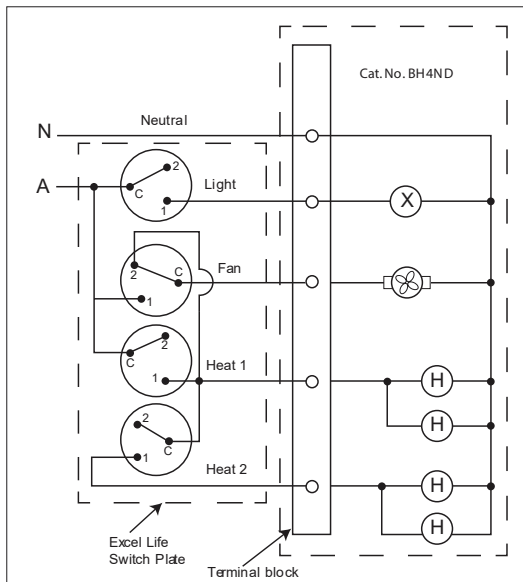 Cat. No. BH4ND
Neutral
N
A
2
C
Light
1
X
2
C
Fan
1
2
C
Heat 1
1
H
H
2
C
1
Heat 2
H
H
Excel Life
Switch Plate
Terminal block